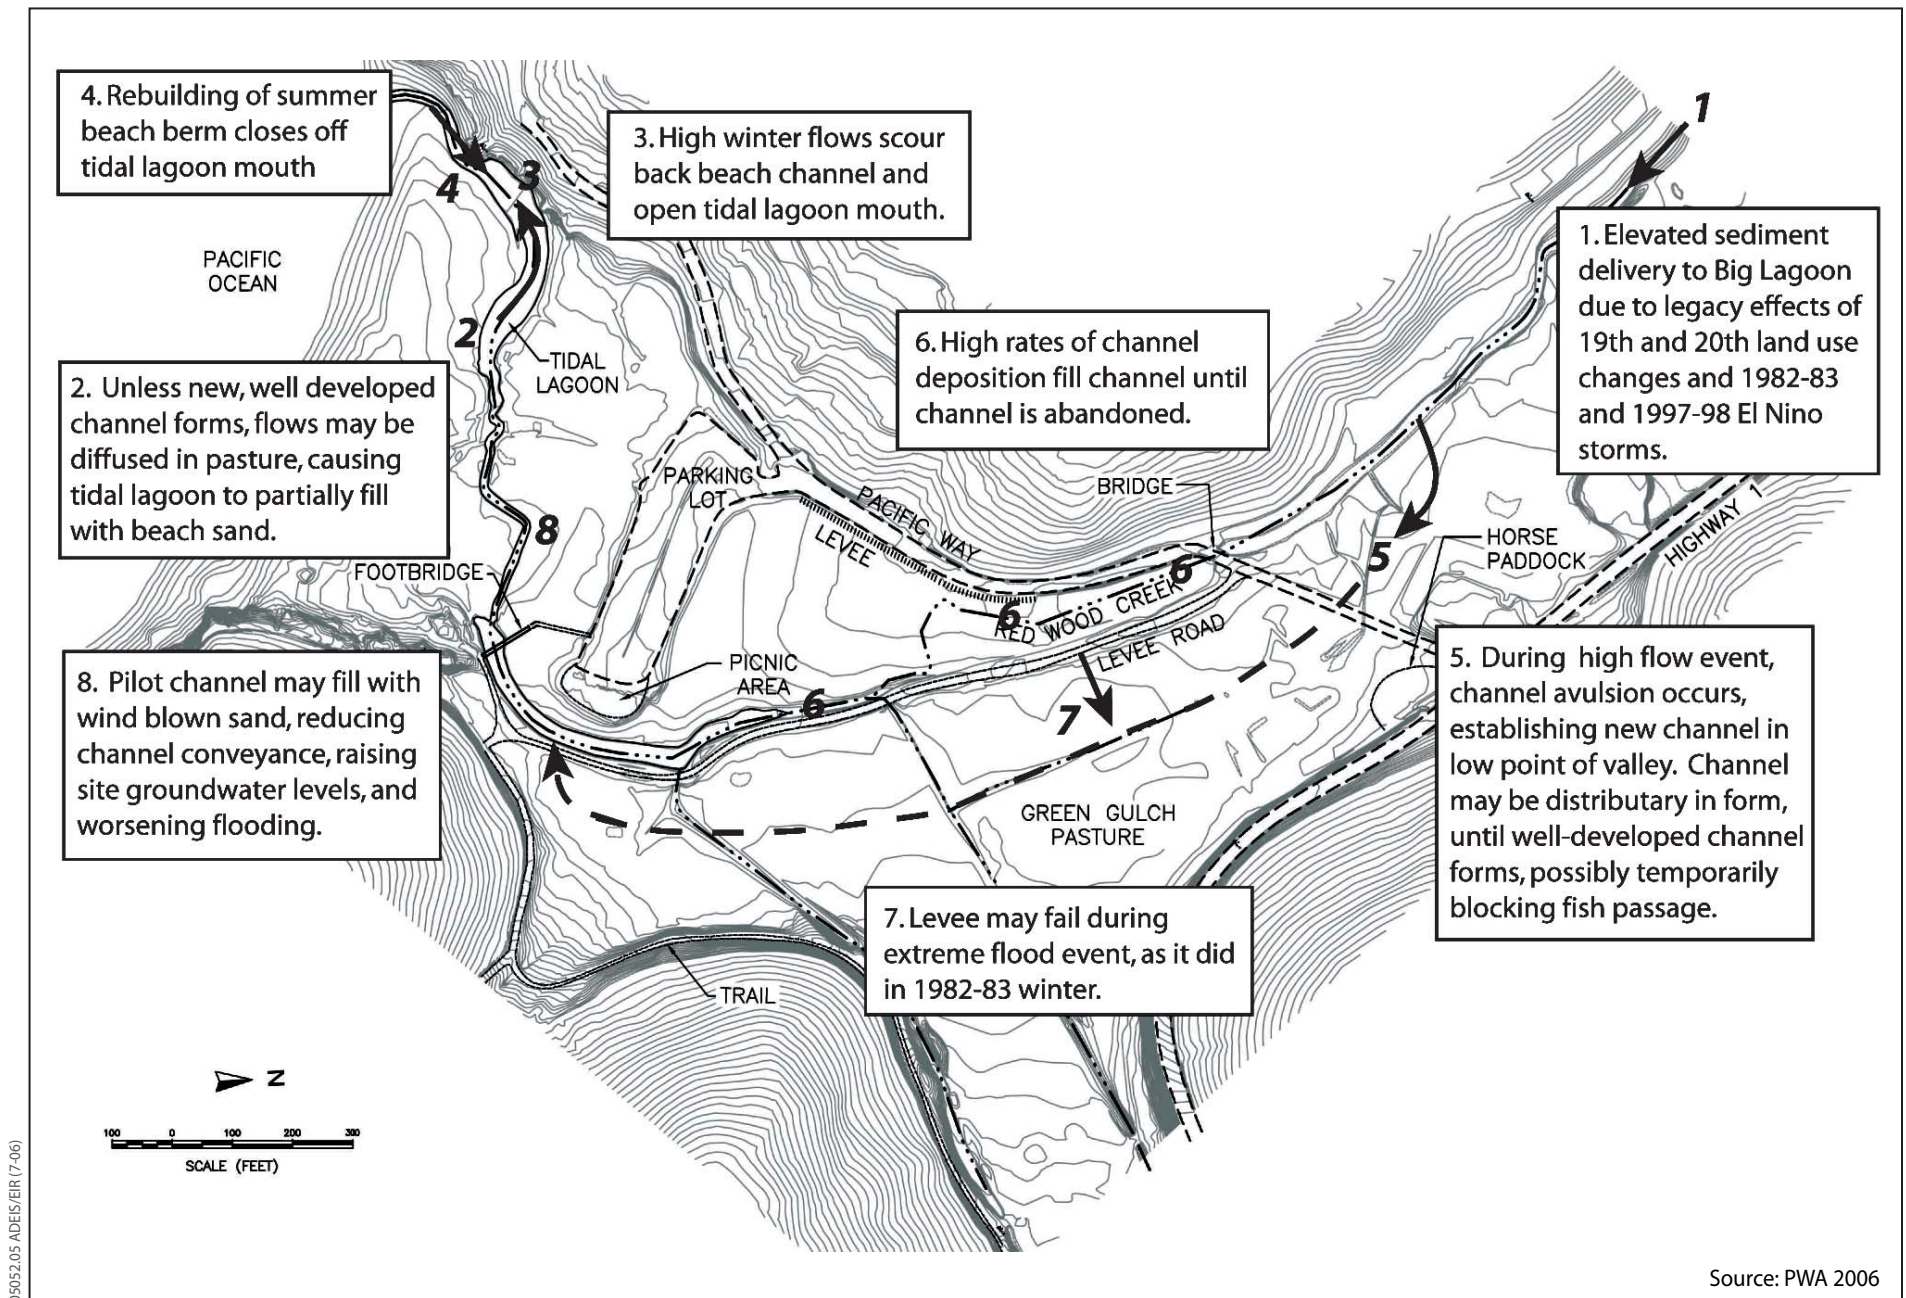 4. Rebuilding of summer
beach berm closes off
tidal lagoon mouth
3. High winter flows scour
back beach channel and
open tidal lagoon mouth.
1
1. Elevated sediment
delivery to Big Lagoon
due to legacy effects of
19th and 20th land use
changes and 1982-83
and 1997-98 El Nino
storms.
3
4
PACIFIC
OCEAN
2
TIDAL
LAGOON
6. High rates of channel
deposition fill channel until
channel is abandoned.
2. Unless new, well developed
channel forms, flows may be
diffused in pasture, causing
tidal lagoon to partially fill
with beach sand.
PARKING
LOT
PACIFIC WAY
LEVEE
BRIDGE
HIGHWAY 1
HORSE
PADDOCK
5
8
FOOTBRIDGE
6
6
RED WOOD CREEK
LEVEE ROAD
PICNIC
AREA
6
7
8. Pilot channel may fill with
wind blown sand, reducing
channel conveyance, raising
site groundwater levels, and
worsening flooding.
5. During high flow event,
channel avulsion occurs,
establishing new channel in
low point of valley. Channel
may be distributary in form,
until well-developed channel
forms, possibly temporarily
blocking fish passage.
GREEN GULCH
PASTURE
7. Levee may fail during
extreme flood event, as it did
in 1982-83 winter.
TRAIL
N
100 0 100 200 300
SCALE (FEET)
05052.05 ADEIS/EIR (7-06)
Source: PWA 2006